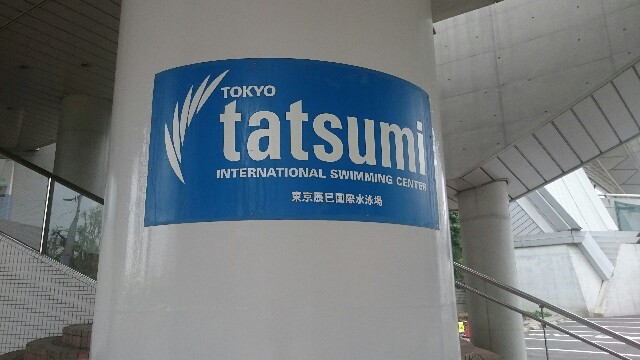 TOKYO
tatsumi
INTERNATIONAL SWIMMING CENTER
東京辰巳国際水泳場